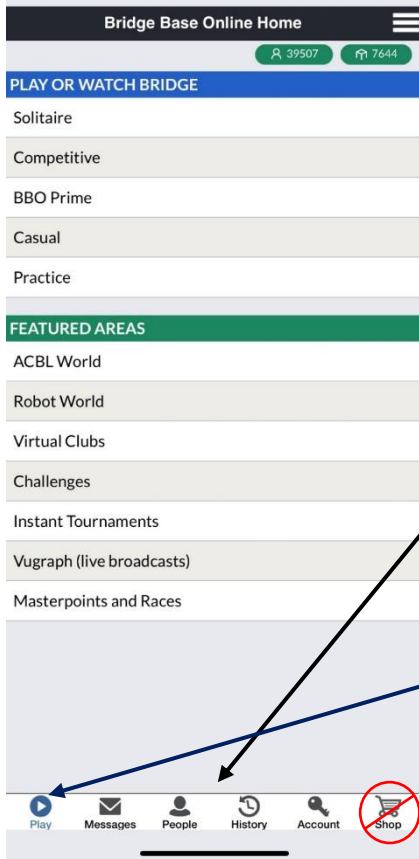 Bridge Base Online Home
39507 7644
PLAY OR WATCH BRIDGE
Solitaire
Competitive
BBO Prime
Casual
Practice
FEATURED AREAS
ACBL World
Robot World
Virtual Clubs
Challenges
Instant Tournaments
Vugraph (live broadcasts)
Masterpoints and Races
Play Messages People History Account Shop